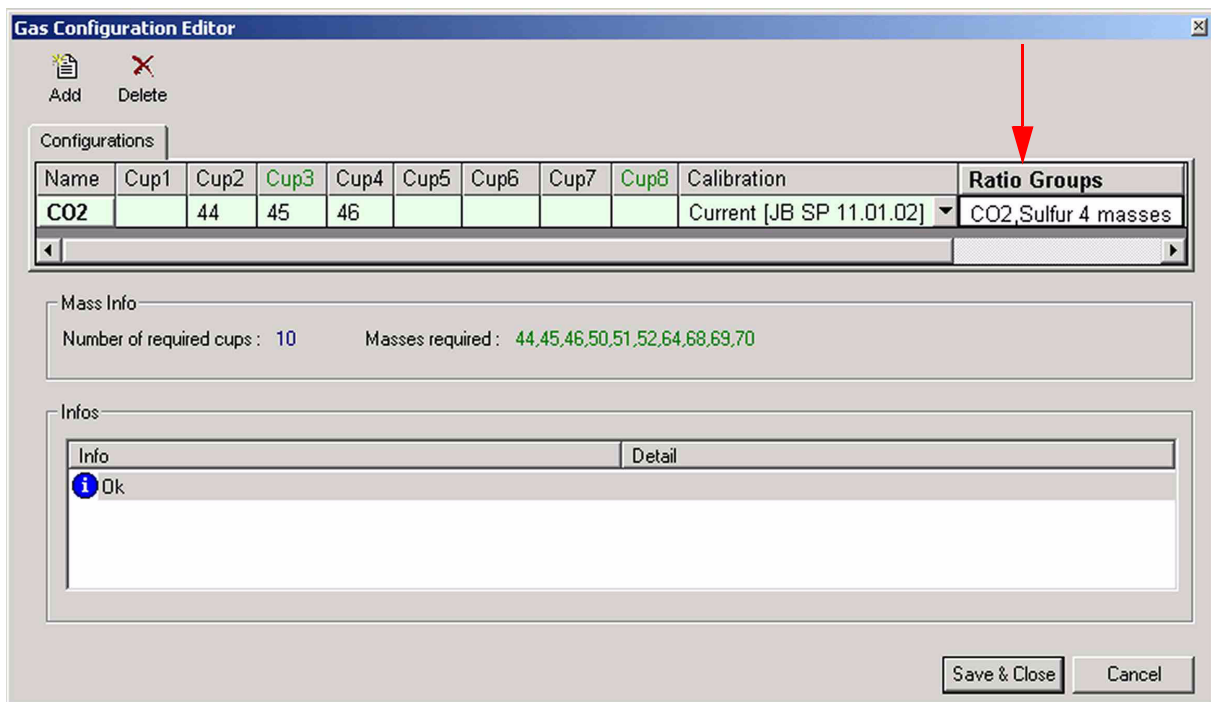 Gas Configuration Editor
Add Delete
Configurations
Name Cup1 Cup2 Cup3 Cup4 Cup5 Cup6 Cup7 Cup8 Calibration Ratio Groups
CO2 44 45 46 Current [JB SP 11.01.02] CO2,Sulfur 4 masses
Mass Info
Number of required cups : 10 Masses required : 44,45,46,50,51,52,64,68,69,70
Infos
Info Detail
Ok
Save & Close Cancel